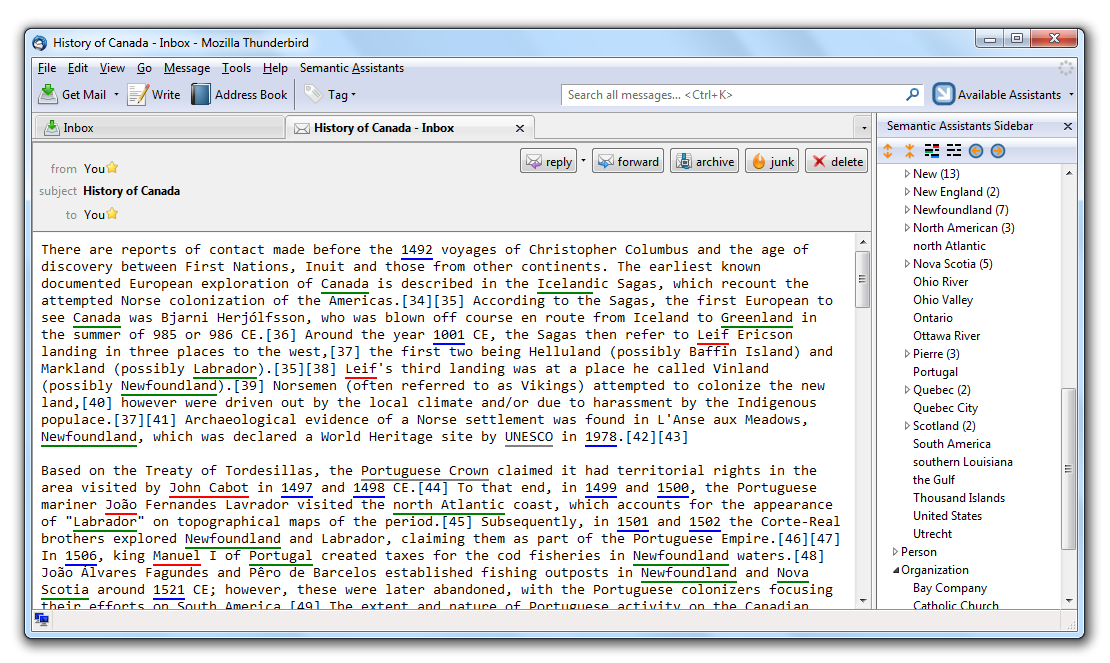 History of Canada - Inbox - Mozilla Thunderbird
File Edit View Go Message Tools Help Semantic Assistants
Get Mail Write Address Book Tag Search all messages... <Ctrl+K> Available Assistants
Inbox History of Canada - Inbox
Semantic Assistants Sidebar
from You
reply forward archive junk delete
subject History of Canada
to You
There are reports of contact made before the 1492 voyages of Christopher Columbus and the age of
discovery between First Nations, Inuit and those from other continents. The earliest known
documented European exploration of Canada is described in the Icelandic Sagas, which recount the
attempted Norse colonization of the Americas.[34][35] According to the Sagas, the first European to
see Canada was Bjarni Herjólfsson, who was blown off course en route from Iceland to Greenland in
the summer of 985 or 986 CE.[36] Around the year 1001 CE, the Sagas then refer to Leif Ericson
landing in three places to the west,[37] the first two being Helluland (possibly Baffin Island) and
Markland (possibly Labrador).[35][38] Leif's third landing was at a place he called Vinland
(possibly Newfoundland).[39] Norsemen (often referred to as Vikings) attempted to colonize the new
land,[40] however were driven out by the local climate and/or due to harassment by the Indigenous
populace.[37][41] Archaeological evidence of a Norse settlement was found in L'Anse aux Meadows,
Newfoundland, which was declared a World Heritage site by UNESCO in 1978.[42][43]
Based on the Treaty of Tordesillas, the Portuguese Crown claimed it had territorial rights in the
area visited by John Cabot in 1497 and 1498 CE.[44] To that end, in 1499 and 1500, the Portuguese
mariner João Fernandes Lavrador visited the north Atlantic coast, which accounts for the appearance
of "Labrador" on topographical maps of the period.[45] Subsequently, in 1501 and 1502 the Corte-Real
brothers explored Newfoundland and Labrador, claiming them as part of the Portuguese Empire.[46][47]
In 1506, king Manuel I of Portugal created taxes for the cod fisheries in Newfoundland waters.[48]
João Álvares Fagundes and Pêro de Barcelos established fishing outposts in Newfoundland and Nova
Scotia around 1521 CE; however, these were later abandoned, with the Portuguese colonizers focusing
their efforts on South America.[49] The extent and nature of Portuguese activity on the Canadian
New (13)
New England (2)
Newfoundland (7)
North American (3)
north Atlantic
Nova Scotia (5)
Ohio River
Ohio Valley
Ontario
Ottawa River
Pierre (3)
Portugal
Quebec (2)
Quebec City
Scotland (2)
South America
southern Louisiana
the Gulf
Thousand Islands
United States
Utrecht
Person
Organization
Bay Company
Catholic Church